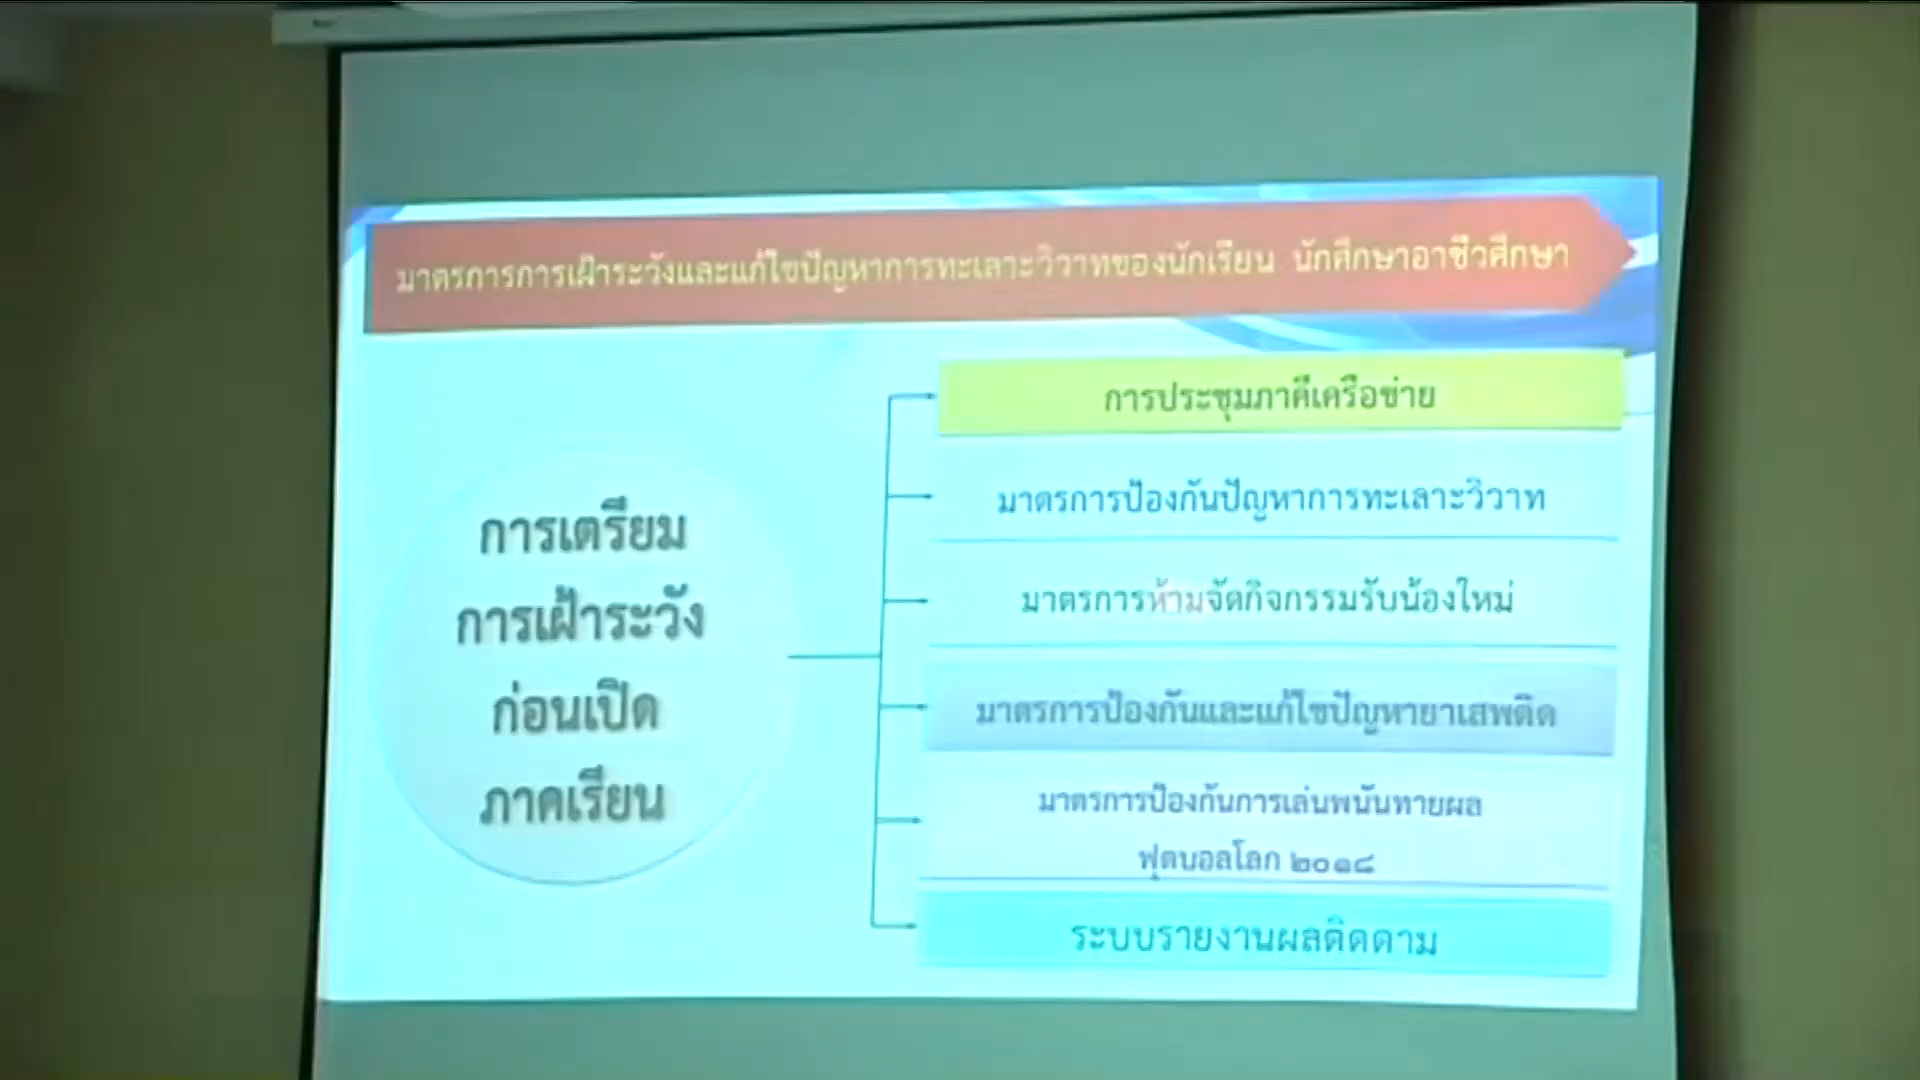 มาตรการการเฝ้าระวังและแก้ไขปัญหาการทะเลาะวิวาทของนักเรียน นักศึกษาอาชีวศึกษา
การเตรียม
การเฝ้าระวัง
ก่อนเปิด
ภาคเรียน
การประชุมภาคีเครือข่าย
มาตรการป้องกันปัญหาการทะเลาะวิวาท
มาตรการห้ามจัดกิจกรรมรับน้องใหม่
มาตรการป้องกันและแก้ไขปัญหายาเสพติด
มาตรการป้องกันการเล่นพนันทายผล
ฟุตบอลโลก ๒๐๑๘
ระบบรายงานผลติดตาม